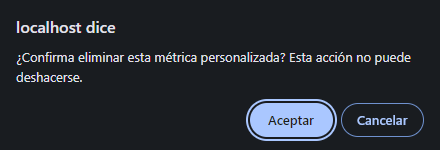 localhost dice
¿Confirma eliminar esta métrica personalizada? Esta acción no puede
deshacerse.
Aceptar
Cancelar